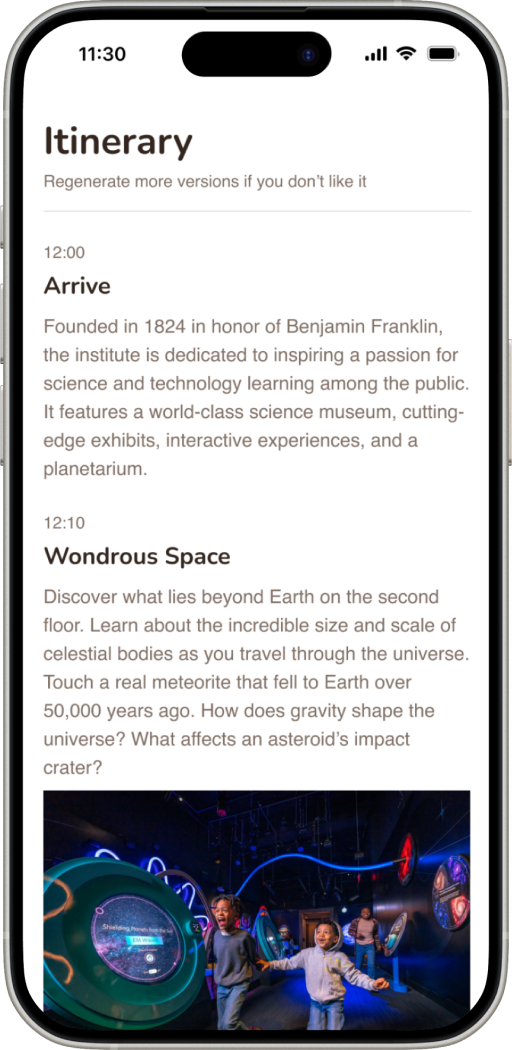 11:30
Itinerary
Regenerate more versions if you don't like it
12:00
Arrive
Founded in 1824 in honor of Benjamin Franklin,
the institute is dedicated to inspiring a passion for
science and technology learning among the public.
It features a world-class science museum, cutting-
edge exhibits, interactive experiences, and a
planetarium.
12:10
Wondrous Space
Discover what lies beyond Earth on the second
floor. Learn about the incredible size and scale of
celestial bodies as you travel through the universe.
Touch a real meteorite that fell to Earth over
50,000 years ago. How does gravity shape the
universe? What affects an asteroid’s impact
crater?
Shielding Planets from the Sun